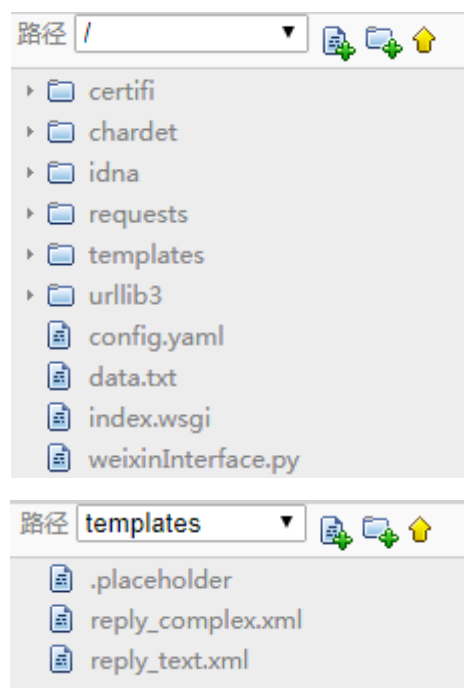 路径 /
certifi
chardet
idna
requests
templates
urllib3
config.yaml
data.txt
index.wsgi
weixinInterface.py
路径 templates
.placeholder
reply_complex.xml
reply_text.xml